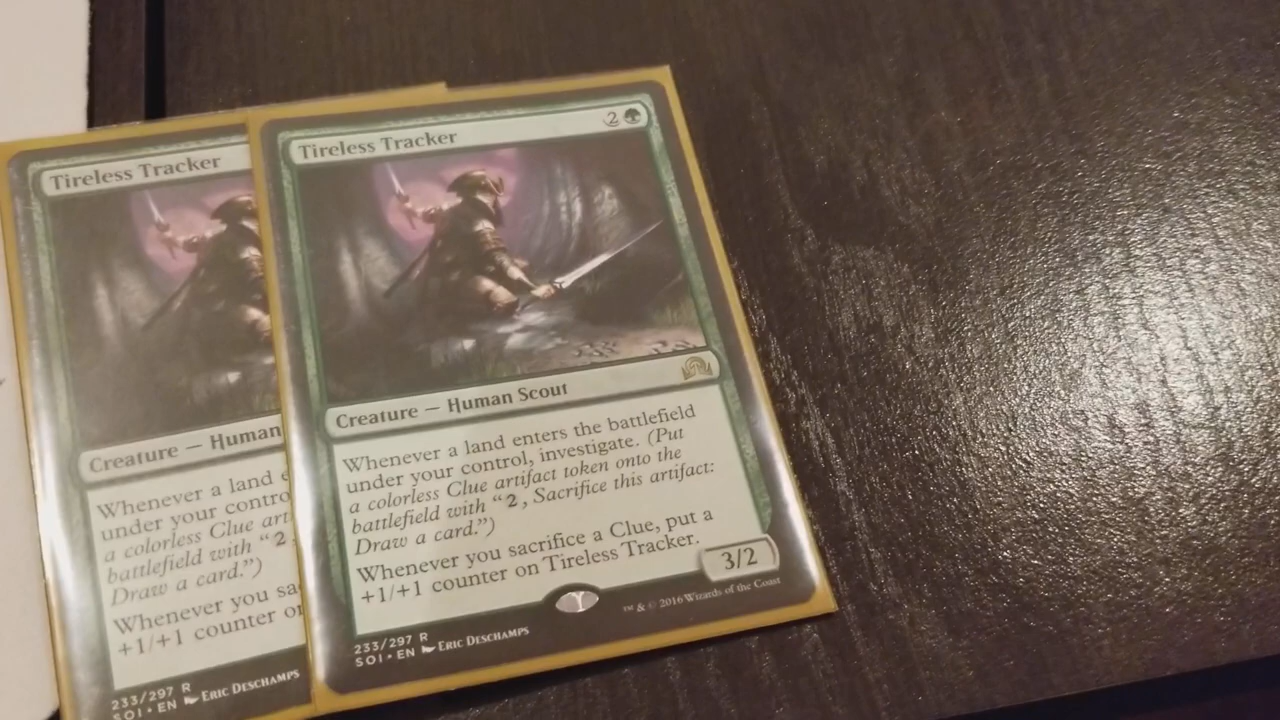 Tireless Tracker
Creature — Human
Whenever a land
under your contro
a colorless Clue art
battlefield with “2
Draw a card.”)
Whenever you sa
+1/+1 counter o
233/297 R
SOI • EN ERIC DESCHAMPS
Tireless Tracker
2
Creature — Human Scout
Whenever a land enters the battlefield
under your control, investigate. (Put
a colorless Clue artifact token onto the
battlefield with “2, Sacrifice this artifact:
Draw a card.”)
Whenever you sacrifice a Clue, put a
+1/+1 counter on Tireless Tracker.
3/2
™ & © 2016 Wizards of the Coast
233/297 R
SOI • EN ERIC DESCHAMPS